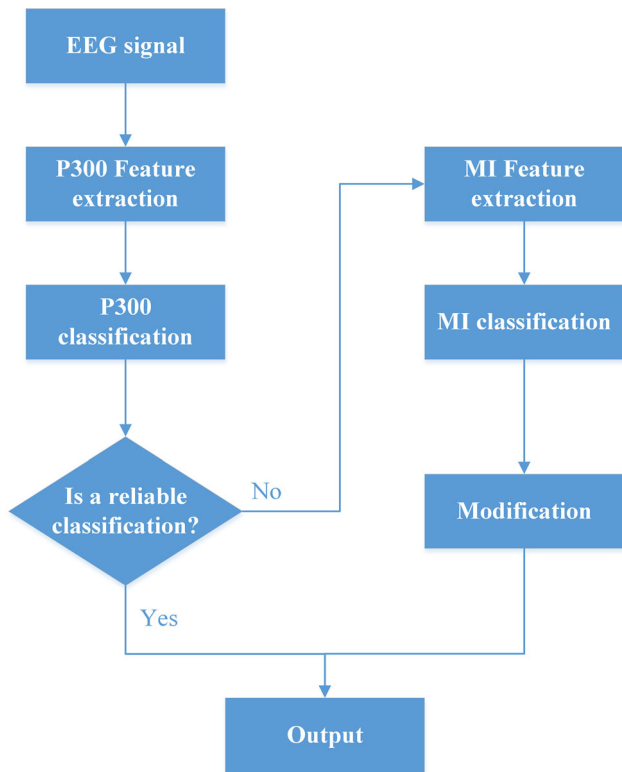 EEG signal
P300 Feature
extraction
P300
classification
Is a reliable
classification?
No
Yes
MI Feature
extraction
MI classification
Modification
Output